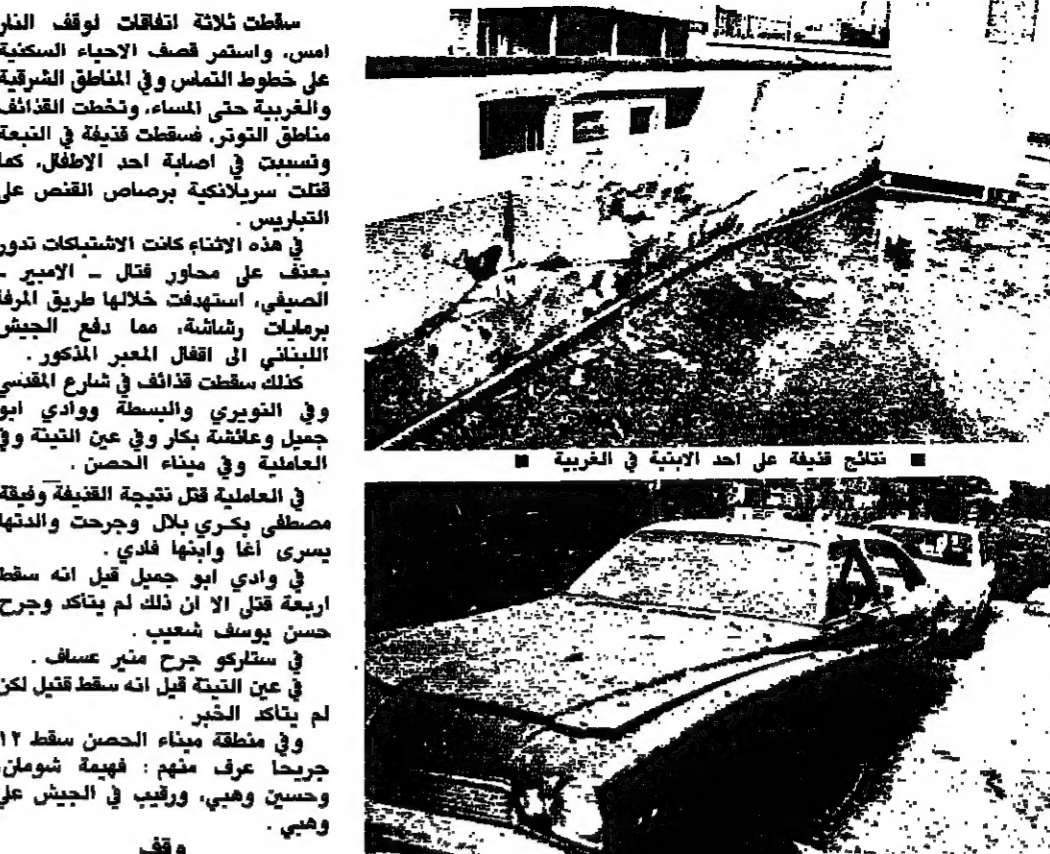 سقطت ثلاثة اتفاقات لوقف النار
امس، واستمر قصف الاحياء السكنية
على خطوط التماس وفي المناطق الشرقية
والغربية حتى المساء، وتخطت القذائف
مناطق التوتر، فسقطت قذيفة في النبعة
وتسببت في اصابة احد الاطفال، كما
قتلت سريلانكية برصاص القنص على
التباريس .
في هذه الاثناء كانت الاشتباكات تدور
بعنف على محاور قتال ـ الاميير ـ
الصيفي، استهدفت خلالها طريق المرفا
برمايات رشاشة، مما دفع الجيش
اللبناني الى اقفال المعبر المذكور .
كذلك سقطت قذائف في شارع المقدسي
وفي النويري والبسطة ووادي ابو
جميل وعائشة بكار وفي عين التينة وفي
العاملية وفي ميناء الحصن .
في العاملية قتل نتيجة القذيفة وفيقة
مصطفى بكري بلال وجرحت والدتها
يسرى آغا وابنها فادي .
في وادي ابو جميل قيل انه سقط
اربعة قتلى الا ان ذلك لم يتاكد وجرح
حسن يوسف شعيب .
في ستاركو جرح منير عساف .
في عين التينة قيل انه سقط قتيل لكن
لم يتاكد الخبر .
وفي منطقة ميناء الحصن سقط ١٢
جريحا عرف منهم : فهيمة شومان،
وحسين وهبي، ورقيب في الجيش علي
وهبي .
وقف
نتائج قذيفة على احد الابنية في الغربية